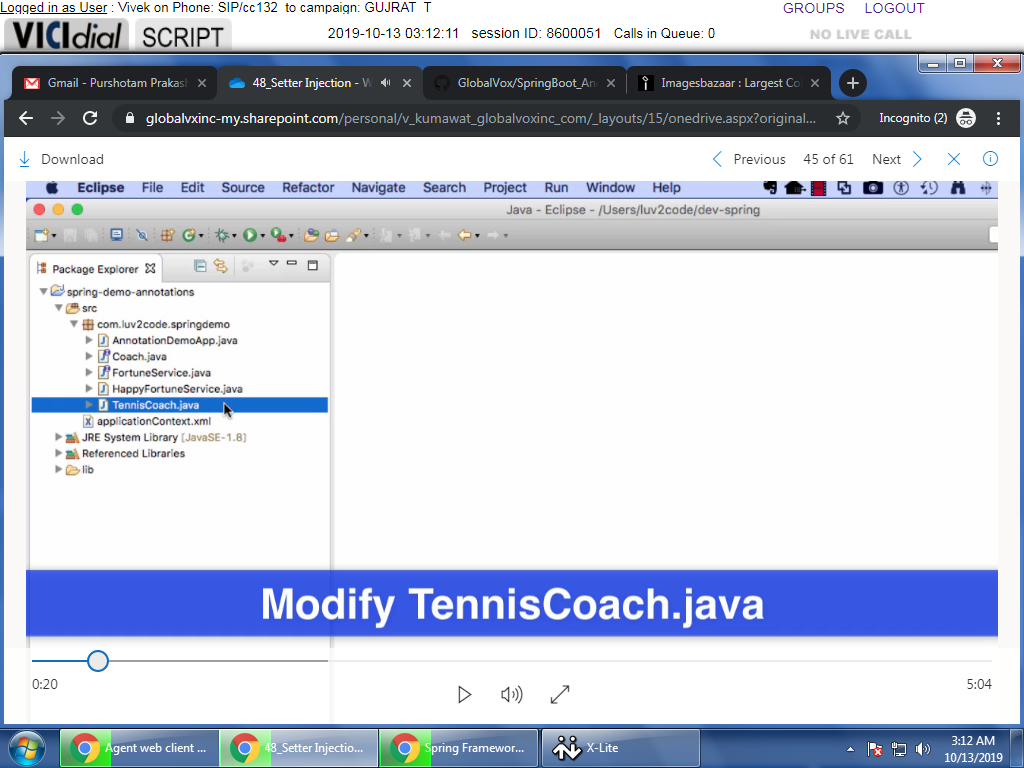 Logged in as User : Vivek on Phone: SIP/cc132 to campaign: GUJRAT_T
GROUPS LOGOUT
VICIdial SCRIPT
2019-10-13 03:12:11 session ID: 8600051 Calls in Queue: 0
NO LIVE CALL
Gmail - Purshotam Prakas
48_Setter Injection - W
GlobalVox/SpringBoot_An
Imagesbazaar : Largest Co
globalvxinc-my.sharepoint.com/personal/v_kumawat_globalvoxinc_com/_layouts/15/onedrive.aspx?original...
Incognito (2)
Download
Previous 45 of 61 Next
Eclipse File Edit Source Refactor Navigate Search Project Run Window Help
Java - Eclipse - /Users/luv2code/dev-spring
Package Explorer
spring-demo-annotations
src
com.luv2code.springdemo
AnnotationDemoApp.java
Coach.java
FortuneService.java
HappyFortuneService.java
TennisCoach.java
applicationContext.xml
JRE System Library [JavaSE-1.8]
Referenced Libraries
lib
Modify TennisCoach.java
0:20
5:04
Agent web client ...
48_Setter Injectio...
Spring Framewor...
X-Lite
3:12 AM
10/13/2019